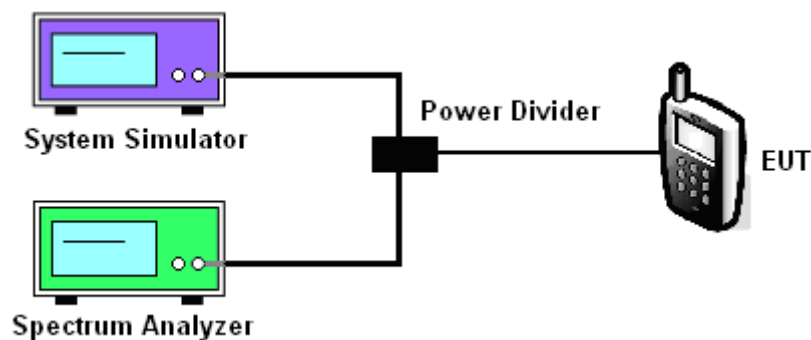 System Simulator
Power Divider
EUT
Spectrum Analyzer